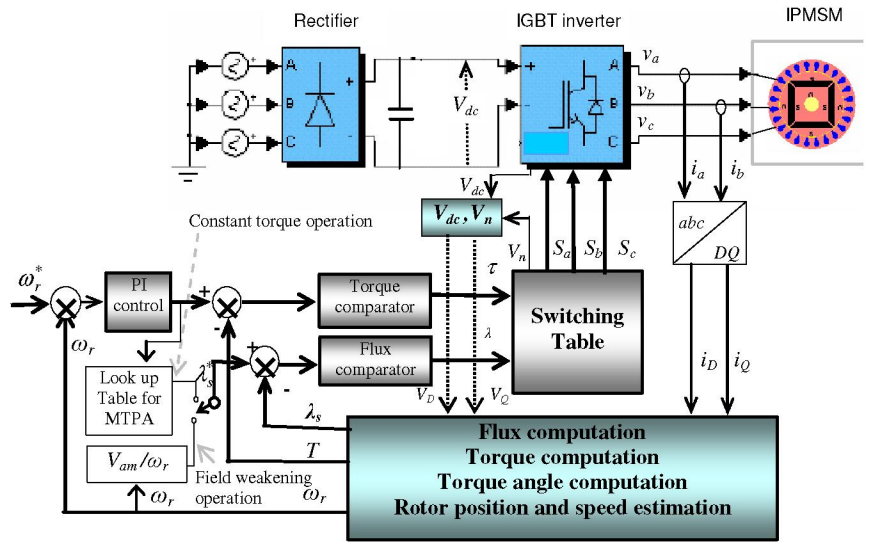 Rectifier
IGBT inverter
IPMSM
A
B
C
+
-
V_dc
+
-
A
B
C
v_a
v_b
v_c
i_a
i_b
V_dc
V_dc , V_n
V_n
S_a
S_b
S_c
abc
DQ
Constant torque operation
ω_r^*
PI
control
+
-
Torque
comparator
τ
Switching
Table
ω_r
+
-
Flux
comparator
λ
i_D
i_Q
Look up
Table for
MTPA
λ_s^*
V_D
V_Q
λ_s
T
V_am/ω_r
Field weakening
operation
ω_r
ω_r
Flux computation
Torque computation
Torque angle computation
Rotor position and speed estimation